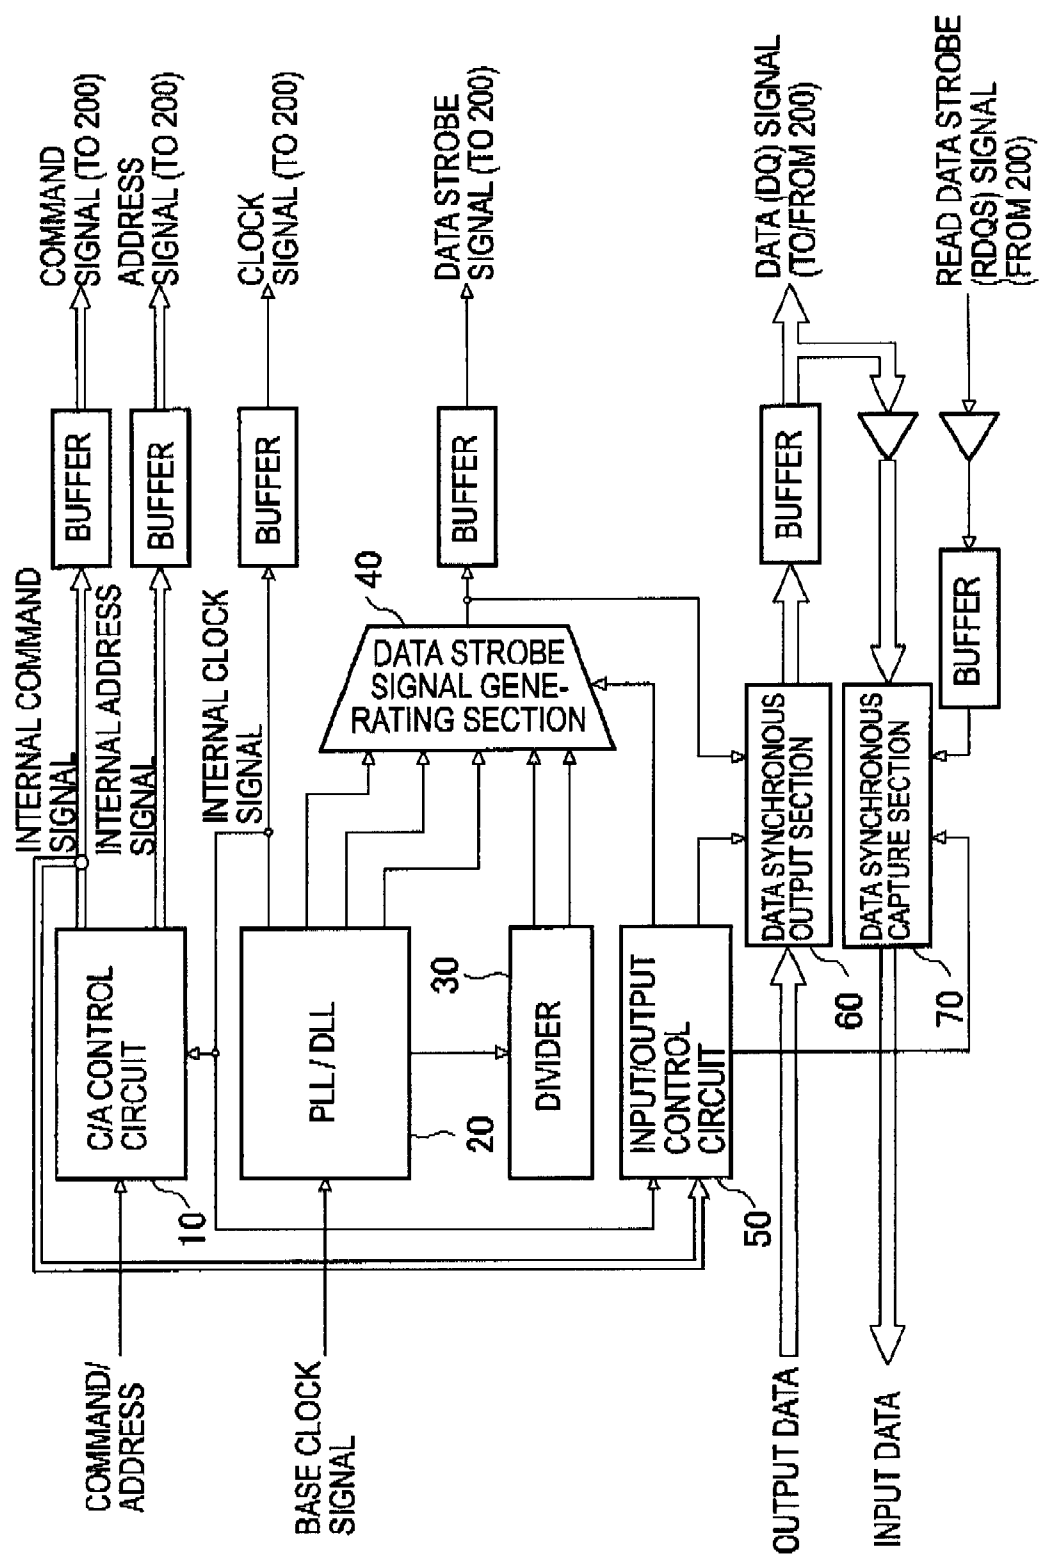 COMMAND
SIGNAL (TO 200)
ADDRESS
SIGNAL (TO 200)
CLOCK
SIGNAL (TO 200)
DATA STROBE
SIGNAL (TO 200)
DATA (DQ) SIGNAL
(TO/FROM 200)
READ DATA STROBE
(RDQS) SIGNAL
(FROM 200)
BUFFER
BUFFER
BUFFER
BUFFER
BUFFER
BUFFER
INTERNAL COMMAND
SIGNAL
INTERNAL ADDRESS
SIGNAL
INTERNAL CLOCK
SIGNAL
40
DATA STROBE
SIGNAL GENE-
RATING SECTION
DATA SYNCHRONOUS
OUTPUT SECTION
60
DATA SYNCHRONOUS
CAPTURE SECTION
70
C/A CONTROL
CIRCUIT
10
PLL / DLL
20
30
DIVIDER
INPUT/OUTPUT
CONTROL
CIRCUIT
50
COMMAND/
ADDRESS
BASE CLOCK
SIGNAL
OUTPUT DATA
INPUT DATA